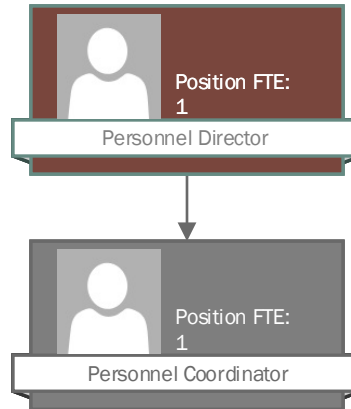 Position FTE:
1
Personnel Director
Position FTE:
1
Personnel Coordinator